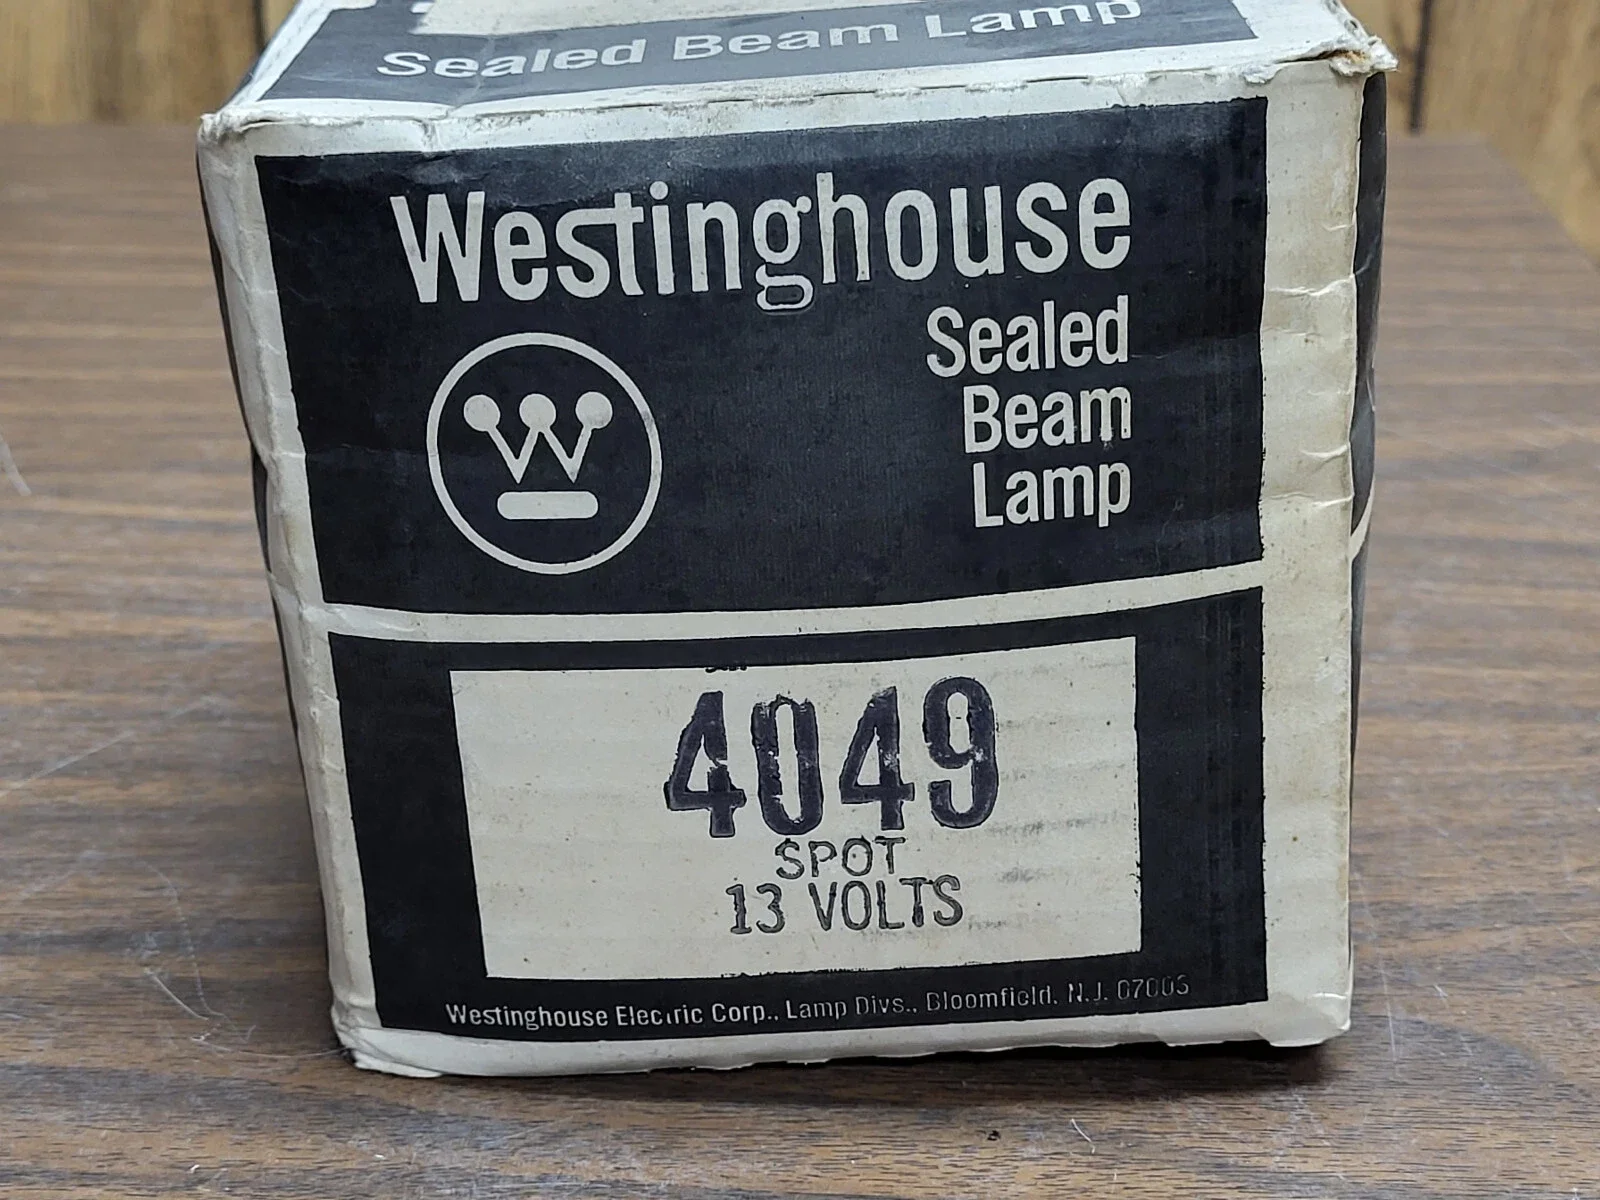 Sealed Beam Lamp
Westinghouse
Sealed
Beam
Lamp
W
4049
SPOT
13 VOLTS
Westinghouse Electric Corp., Lamp Divs., Bloomfield, N.J. 07003